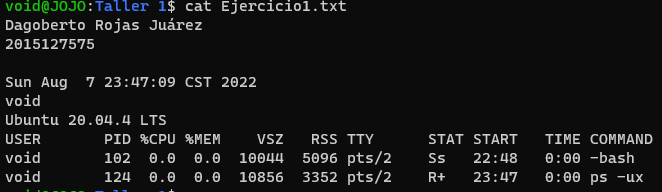 void@JOJO:Taller 1$ cat Ejercicio1.txt
Dagoberto Rojas Juárez
2015127575
Sun Aug  7 23:47:09 CST 2022
void
Ubuntu 20.04.4 LTS
USER       PID %CPU %MEM    VSZ   RSS TTY      STAT START   TIME COMMAND
void       102  0.0  0.0  10044  5096 pts/2    Ss   22:48   0:00 -bash
void       124  0.0  0.0  10856  3352 pts/2    R+   23:47   0:00 ps -ux